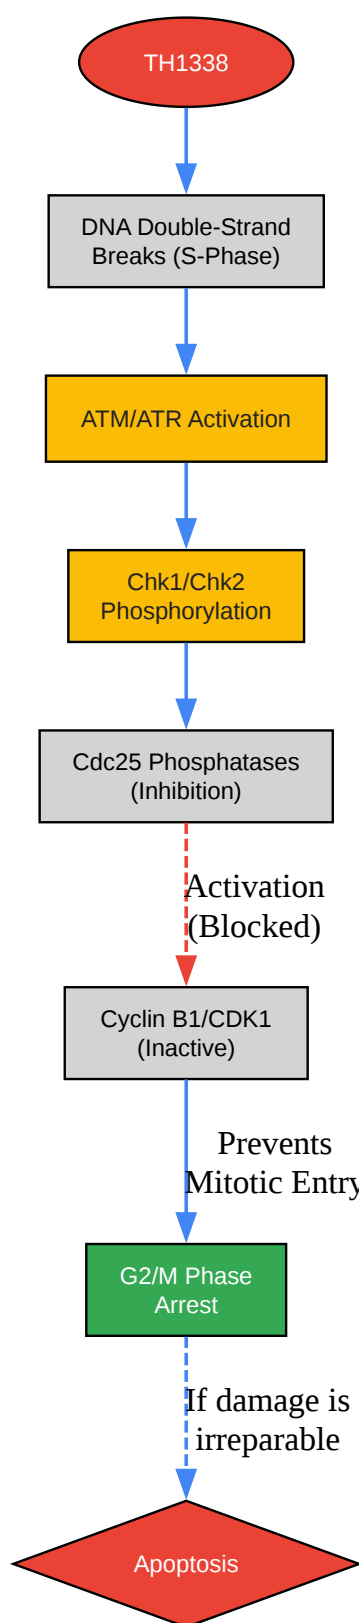 TH1338
DNA Double-Strand
Breaks (S-Phase)
ATM/ATR Activation
Chk1/Chk2
Phosphorylation
Cdc25 Phosphatases
(Inhibition)
Activation
(Blocked)
Cyclin B1/CDK1
(Inactive)
Prevents
Mitotic Entry
G2/M Phase
Arrest
If damage is
irreparable
Apoptosis